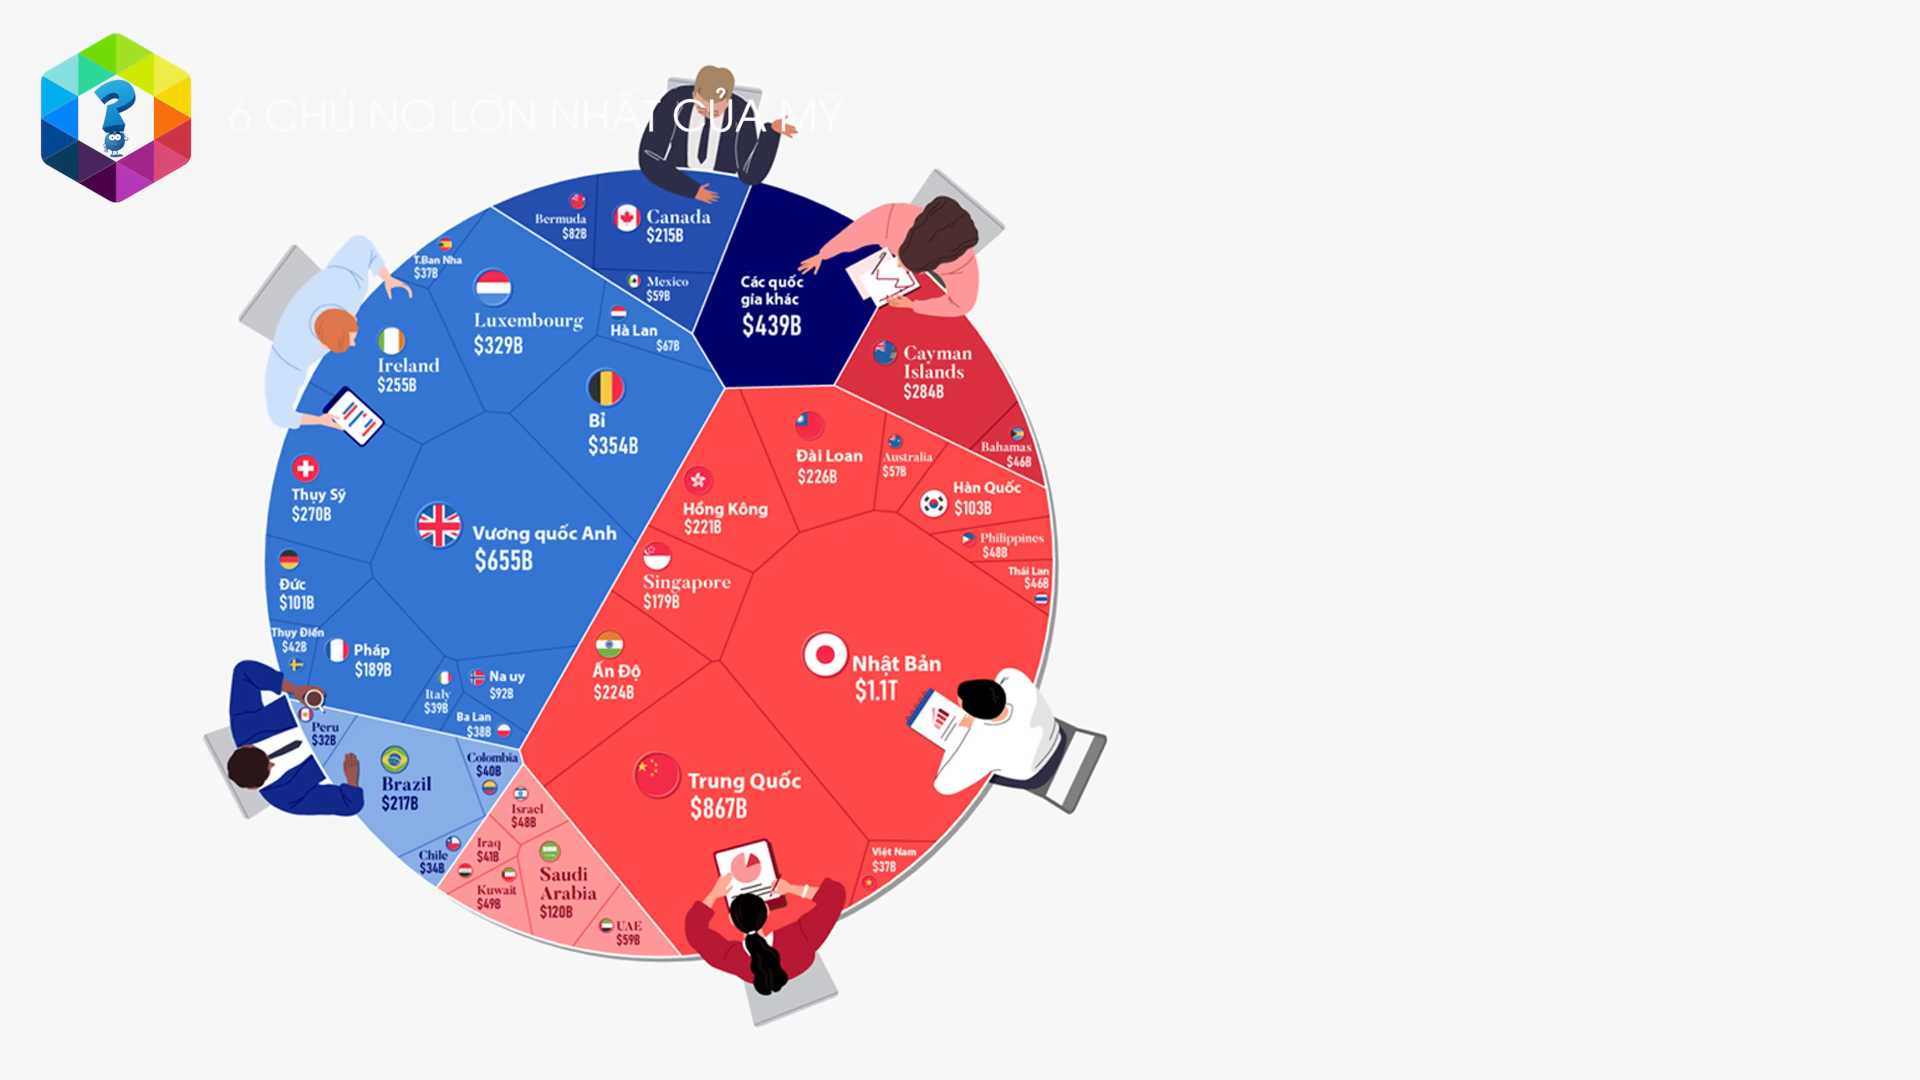 6 CHỦ NỢ LỚN NHẤT CỦA MỸ
Bermuda
$82B
Canada
$215B
Mexico
$59B
Các quốc
gia khác
$439B
T.Ban Nha
$37B
Luxembourg
$329B
Hà Lan
$67B
Ireland
$255B
Bỉ
$354B
Thụy Sỹ
$270B
Vương quốc Anh
$655B
Đức
$101B
Thụy Điển
$42B
Pháp
$189B
Italy
$39B
Na uy
$92B
Ba Lan
$38B
Cayman
Islands
$284B
Bahamas
$46B
Đài Loan
$226B
Australia
$57B
Hồng Kông
$221B
Hàn Quốc
$103B
Philippines
$48B
Thái Lan
$46B
Singapore
$179B
Ấn Độ
$224B
Nhật Bản
$1.1T
Trung Quốc
$867B
Việt Nam
$37B
Peru
$32B
Brazil
$217B
Colombia
$40B
Chile
$34B
Israel
$48B
Iraq
$41B
Kuwait
$49B
Saudi
Arabia
$120B
UAE
$59B